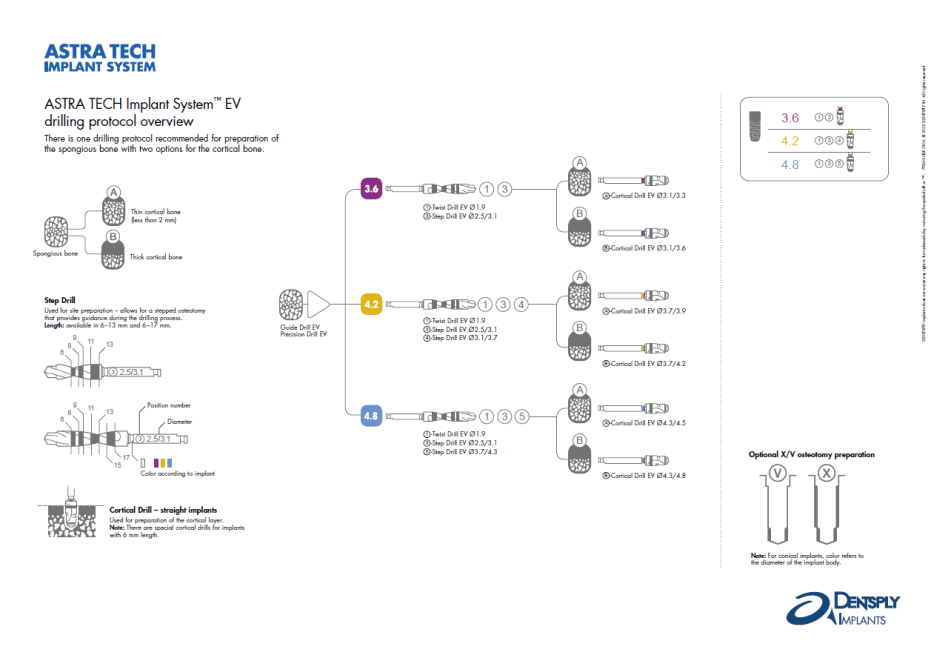 ASTRA TECH
IMPLANT SYSTEM
ASTRA TECH Implant System™ EV
drilling protocol overview
There is one drilling protocol recommended for preparation of
the spongious bone with two options for the cortical bone.
A
Thin cortical bone
(less than 2 mm)
B
Thick cortical bone
Spongious bone
Step Drill
Used for site preparation – allows for a stepped osteotomy
that provides guidance during the drilling process.
Length: available in 6–13 mm and 6–17 mm.
6
8
9
11
13
③ 2.5/3.1
6
8
9
11
13
15
17
③ 2.5/3.1
Position number
Diameter
Color according to implant
Cortical Drill – straight implants
Used for preparation of the cortical layer.
Note: There are special cortical drills for implants
with 6 mm length.
Guide Drill EV
Precision Drill EV
3.6
① ③
①-Twist Drill EV Ø1.9
③-Step Drill EV Ø2.5/3.1
A
Ⓐ-Cortical Drill EV Ø3.1/3.3
B
Ⓑ-Cortical Drill EV Ø3.1/3.6
4.2
① ③ ④
①-Twist Drill EV Ø1.9
③-Step Drill EV Ø2.5/3.1
④-Step Drill EV Ø3.1/3.7
A
Ⓐ-Cortical Drill EV Ø3.7/3.9
B
Ⓑ-Cortical Drill EV Ø3.7/4.2
4.8
① ③ ⑤
①-Twist Drill EV Ø1.9
③-Step Drill EV Ø2.5/3.1
⑤-Step Drill EV Ø3.7/4.3
A
Ⓐ-Cortical Drill EV Ø4.3/4.5
B
Ⓑ-Cortical Drill EV Ø4.3/4.8
3.6 ① ③
4.2 ① ③ ④
4.8 ① ③ ⑤
Optional X/V osteotomy preparation
V
X
Note: For conical implants, color refers to
the diameter of the implant body.
DENTSPLY
IMPLANTS